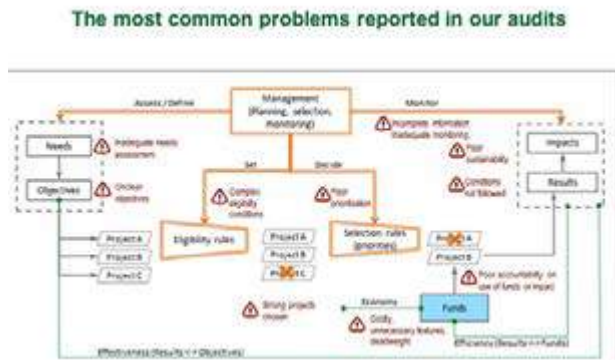 The most common problems reported in our audits
Assess / Define
Management
(Planning, selection,
monitoring)
Monitor
Incomplete information
Inadequate monitoring
Needs
Inadequate needs
assessment
Poor
sustainability
Impacts
Objectives
Unclear
objectives
Set
Decide
Conditions
not followed
Results
Complex
eligibility
conditions
Poor
prioritisation
Project A
Project B
Project C
Eligibility rules
Project A
Project B
Project C
Selection rules
(priorities)
Project A
Project B
Wrong projects
chosen
Poor accountability on
use of funds or impact
Economy
Funds
Costly,
unnecessary features,
deadweight
Efficiency (Results <-> Funds)
Effectiveness (Results <-> Objectives)